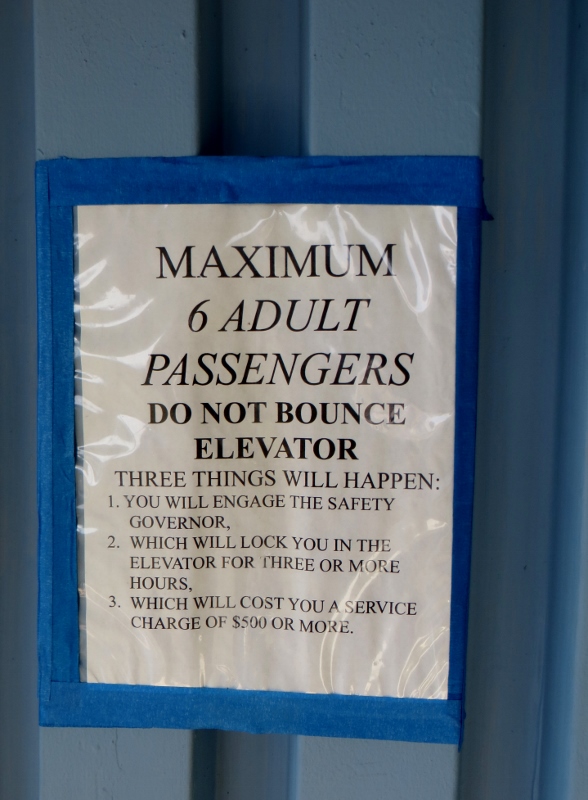 MAXIMUM
6 ADULT
PASSENGERS
DO NOT BOUNCE
ELEVATOR
THREE THINGS WILL HAPPEN:
1. YOU WILL ENGAGE THE SAFETY
GOVERNOR,
2. WHICH WILL LOCK YOU IN THE
ELEVATOR FOR THREE OR MORE
HOURS,
3. WHICH WILL COST YOU A SERVICE
CHARGE OF $500 OR MORE.